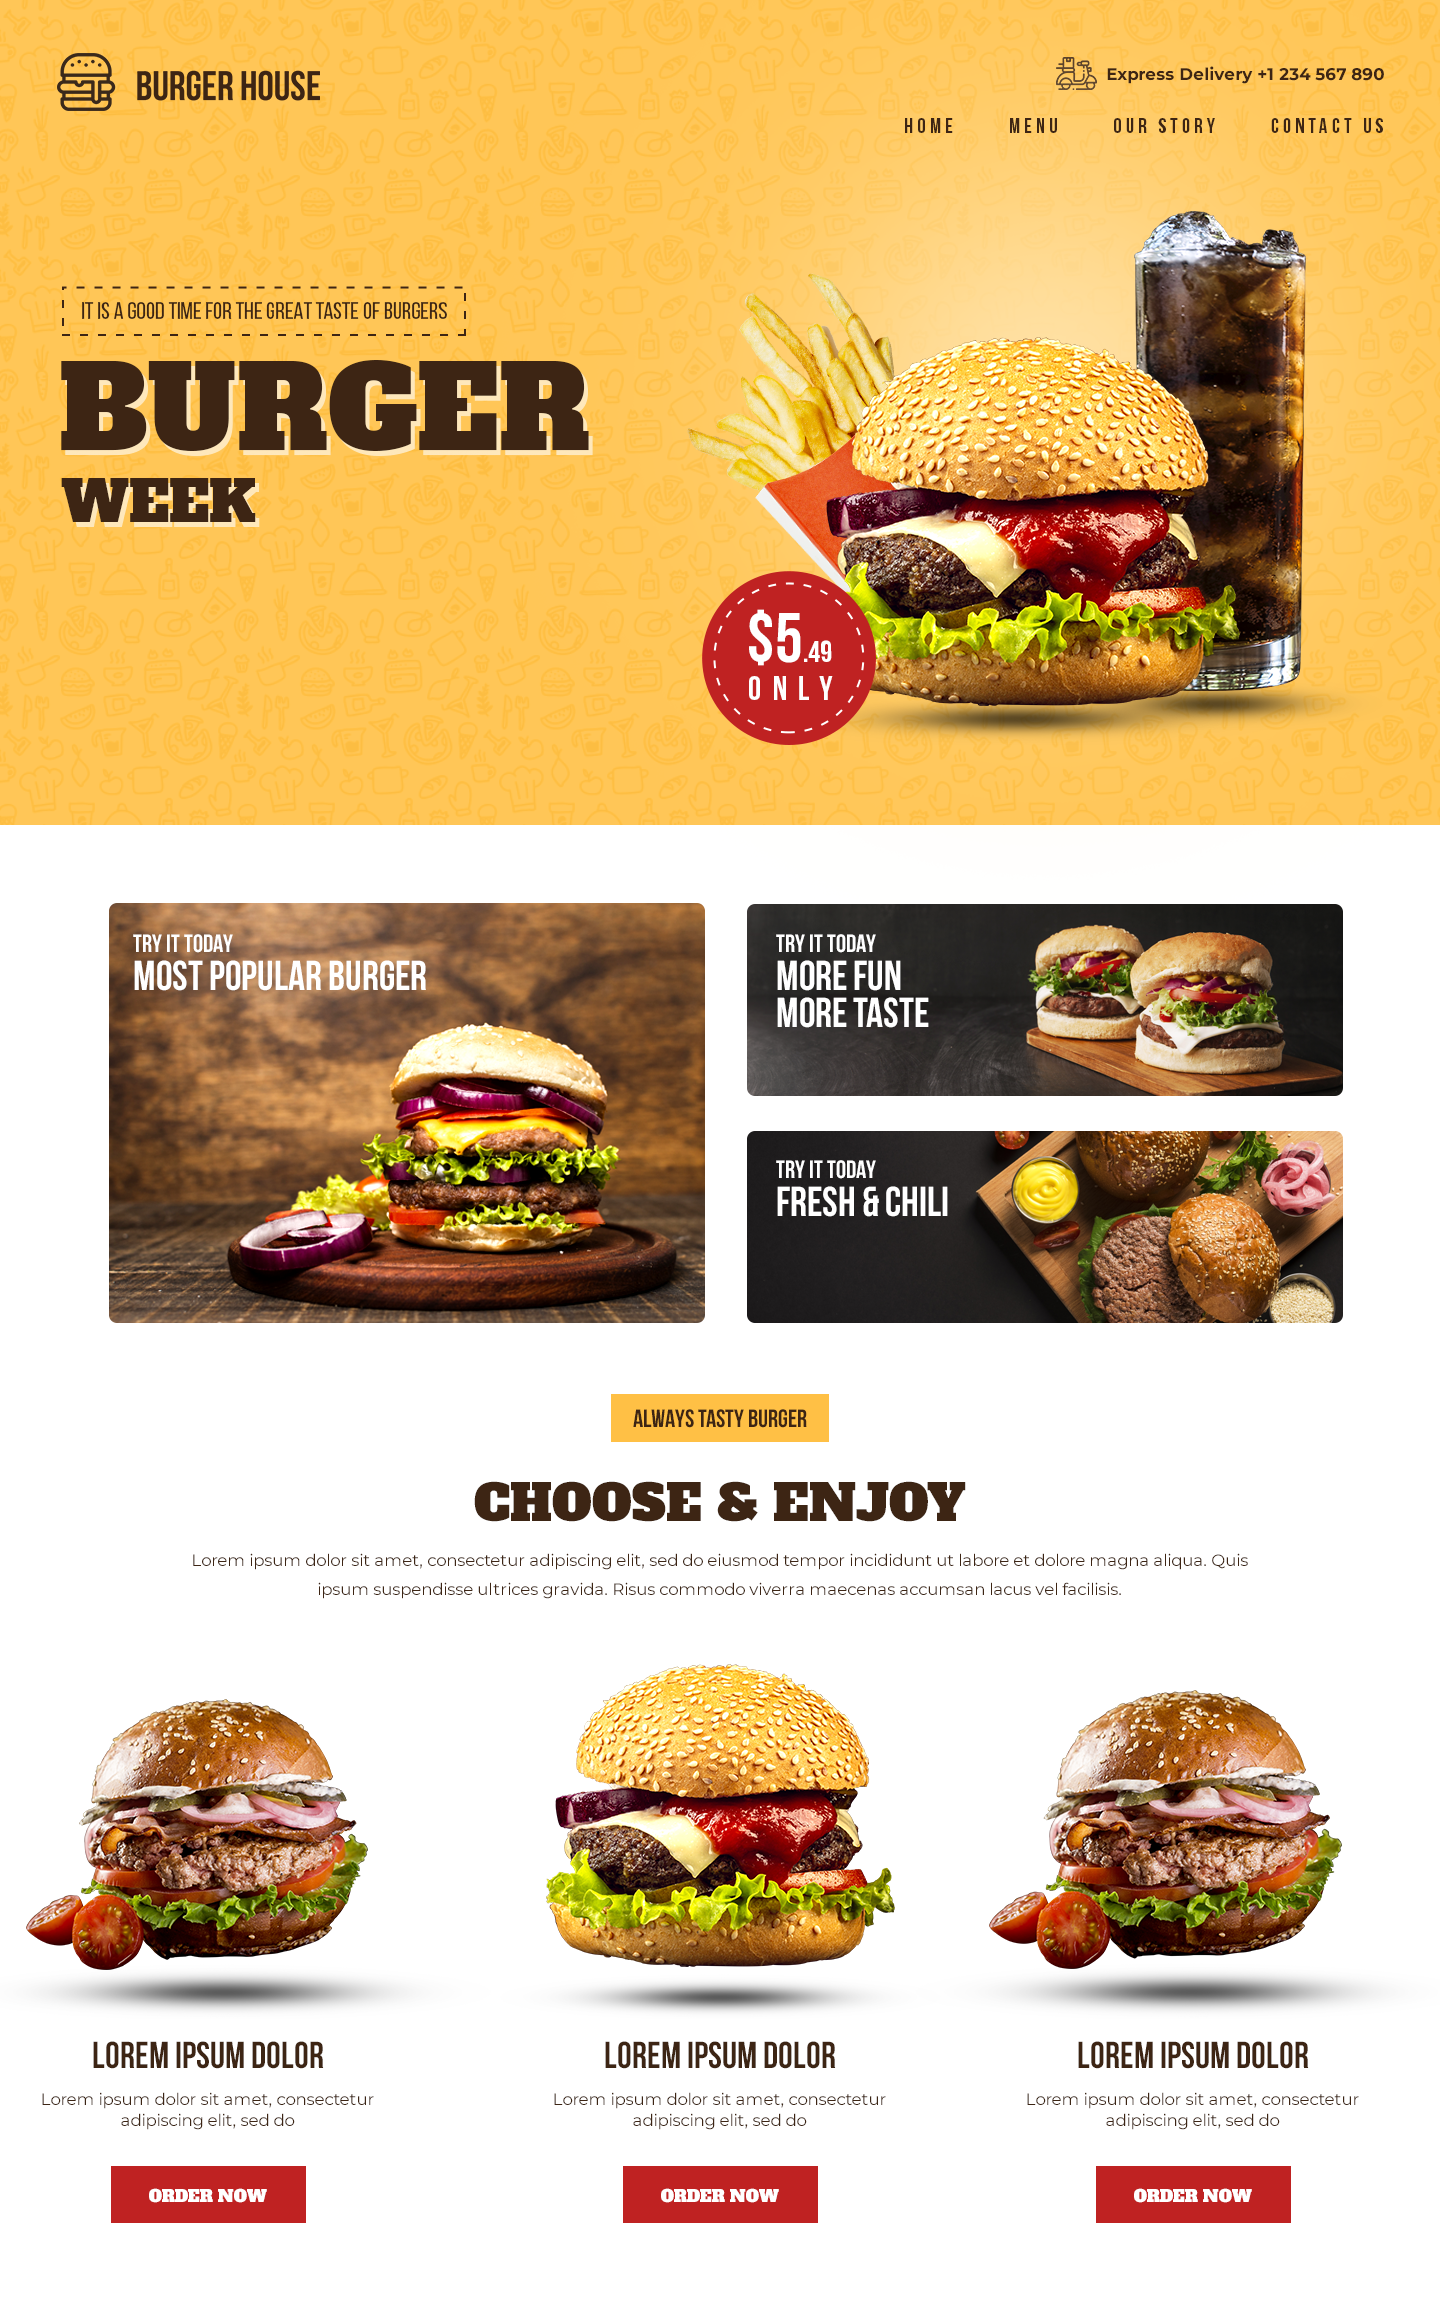 BURGER HOUSE
Express Delivery +1 234 567 890
HOME MENU OUR STORY CONTACT US
IT IS A GOOD TIME FOR THE GREAT TASTE OF BURGERS
BURGER
WEEK
$5.49
ONLY
TRY IT TODAY
MOST POPULAR BURGER
TRY IT TODAY
MORE FUN
MORE TASTE
TRY IT TODAY
FRESH & CHILI
ALWAYS TASTY BURGER
CHOOSE & ENJOY
Lorem ipsum dolor sit amet, consectetur adipiscing elit, sed do eiusmod tempor incididunt ut labore et dolore magna aliqua. Quis
ipsum suspendisse ultrices gravida. Risus commodo viverra maecenas accumsan lacus vel facilisis.
LOREM IPSUM DOLOR
Lorem ipsum dolor sit amet, consectetur
adipiscing elit, sed do
ORDER NOW
LOREM IPSUM DOLOR
Lorem ipsum dolor sit amet, consectetur
adipiscing elit, sed do
ORDER NOW
LOREM IPSUM DOLOR
Lorem ipsum dolor sit amet, consectetur
adipiscing elit, sed do
ORDER NOW